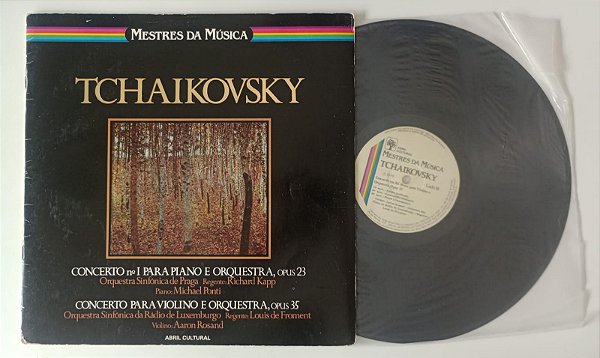 MESTRES DA MÚSICA
TCHAIKOVSKY
CONCERTO nº 1 PARA PIANO E ORQUESTRA, OPUS 23
Orquestra Sinfônica de Praga Regente: Richard Kapp
Piano: Michael Ponti
CONCERTO PARA VIOLINO E ORQUESTRA, OPUS 35
Orquestra Sinfônica da Rádio de Luxemburgo Regente: Louis de Froment
Violino: Aaron Rosand
ABRIL CULTURAL
MESTRES DA MÚSICA
TCHAIKOVSKY